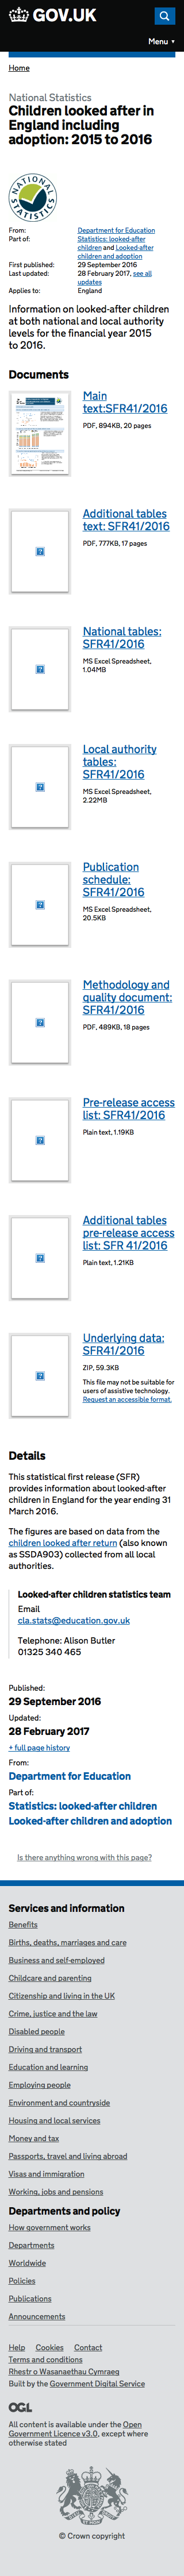 GOV.UK
Menu ▼
Home
National Statistics
Children looked after in
England including
adoption: 2015 to 2016
NATIONAL STATISTICS
From: Department for Education
Part of: Statistics: looked-after
children and Looked-after
children and adoption
First published: 29 September 2016
Last updated: 28 February 2017, see all
updates
Applies to: England
Information on looked-after children
at both national and local authority
levels for the financial year 2015
to 2016.
Documents
Main
text:SFR41/2016
PDF, 894KB, 20 pages
Additional tables
text: SFR41/2016
PDF, 777KB, 17 pages
National tables:
SFR41/2016
MS Excel Spreadsheet,
1.04MB
Local authority
tables:
SFR41/2016
MS Excel Spreadsheet,
2.22MB
Publication
schedule:
SFR41/2016
MS Excel Spreadsheet,
20.5KB
Methodology and
quality document:
SFR41/2016
PDF, 489KB, 18 pages
Pre-release access
list: SFR41/2016
Plain text, 1.19KB
Additional tables
pre-release access
list: SFR 41/2016
Plain text, 1.21KB
Underlying data:
SFR41/2016
ZIP, 59.3KB
This file may not be suitable for
users of assistive technology.
Request an accessible format.
Details
This statistical first release (SFR)
provides information about looked-after
children in England for the year ending 31
March 2016.
The figures are based on data from the
children looked after return (also known
as SSDA903) collected from all local
authorities.
Looked-after children statistics team
Email
cla.stats@education.gov.uk
Telephone: Alison Butler
01325 340 465
Published:
29 September 2016
Updated:
28 February 2017
+ full page history
From:
Department for Education
Part of:
Statistics: looked-after children
Looked-after children and adoption
Is there anything wrong with this page?
Services and information
Benefits
Births, deaths, marriages and care
Business and self-employed
Childcare and parenting
Citizenship and living in the UK
Crime, justice and the law
Disabled people
Driving and transport
Education and learning
Employing people
Environment and countryside
Housing and local services
Money and tax
Passports, travel and living abroad
Visas and immigration
Working, jobs and pensions
Departments and policy
How government works
Departments
Worldwide
Policies
Publications
Announcements
Help Cookies Contact
Terms and conditions
Rhestr o Wasanaethau Cymraeg
Built by the Government Digital Service
OGL
All content is available under the Open
Government Licence v3.0, except where
otherwise stated
© Crown copyright